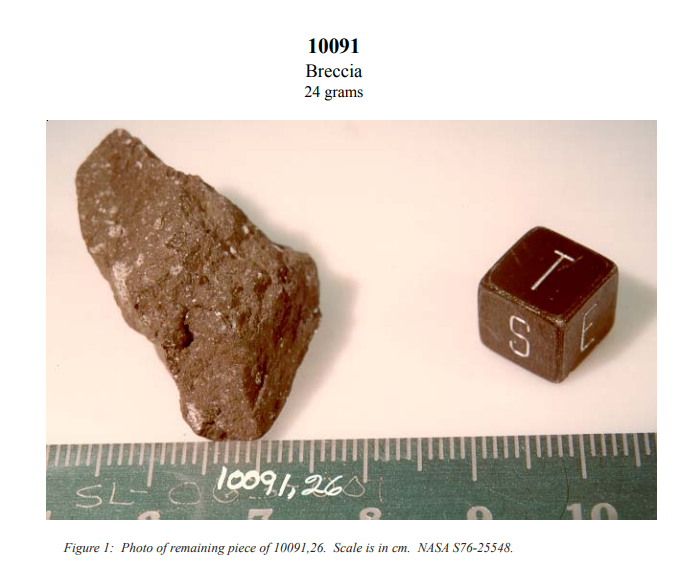 10091
Breccia
24 grams
T
S
E
10091,26
SL-
6 7 8 9 10
Figure 1: Photo of remaining piece of 10091,26. Scale is in cm. NASA S76-25548.